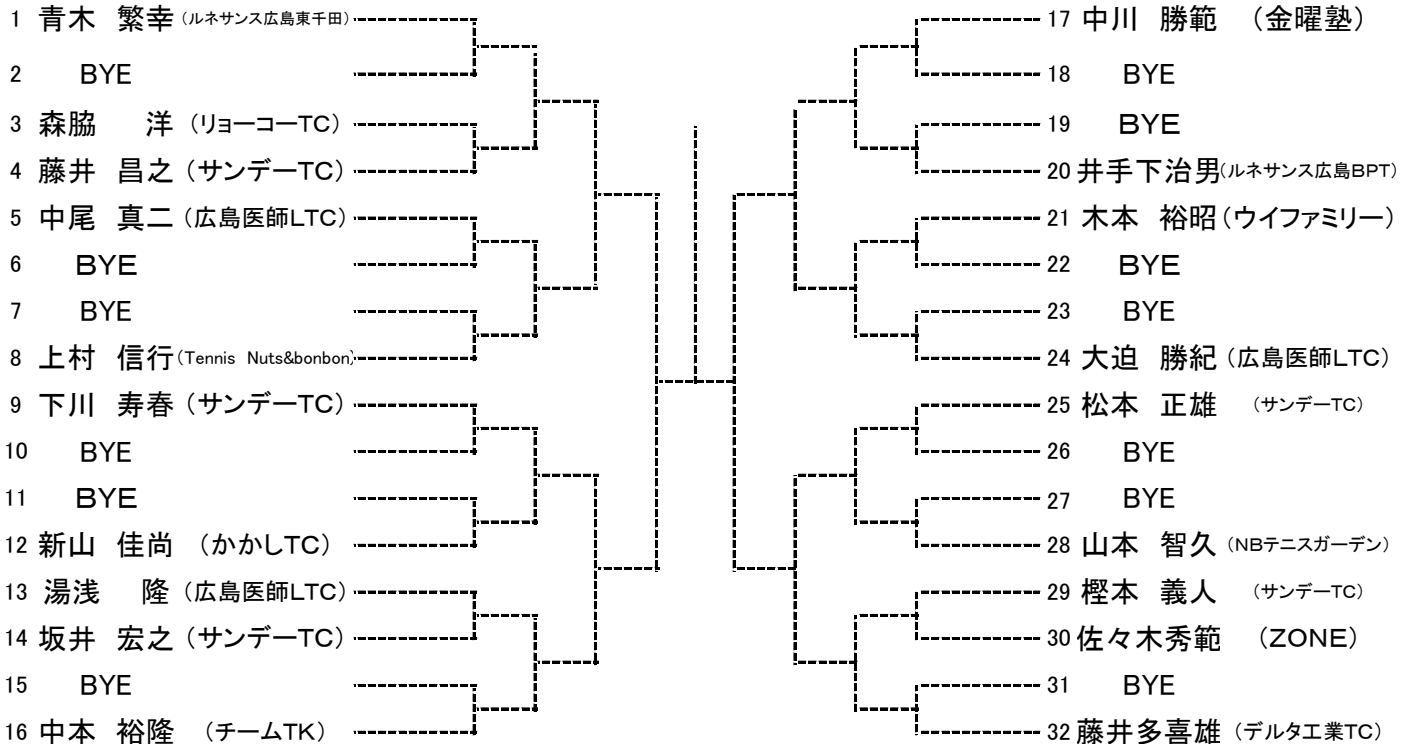 1 青木 繁幸 (ルネサンス広島東千田)
2 BYE
3 森脇 洋 (リョーコーTC)
4 藤井 昌之 (サンデーTC)
5 中尾 真二 (広島医師LTC)
6 BYE
7 BYE
8 上村 信行 (Tennis Nuts&bonbon)
9 下川 寿春 (サンデーTC)
10 BYE
11 BYE
12 新山 佳尚 (かかしTC)
13 湯浅 隆 (広島医師LTC)
14 坂井 宏之 (サンデーTC)
15 BYE
16 中本 裕隆 (チームTK)
17 中川 勝範 (金曜塾)
18 BYE
19 BYE
20 井手下治男 (ルネサンス広島BPT)
21 木本 裕昭 (ウイファミリー)
22 BYE
23 BYE
24 大迫 勝紀 (広島医師LTC)
25 松本 正雄 (サンデーTC)
26 BYE
27 BYE
28 山本 智久 (NBテニスガーデン)
29 樫本 義人 (サンデーTC)
30 佐々木秀範 (ZONE)
31 BYE
32 藤井多喜雄 (デルタ工業TC)